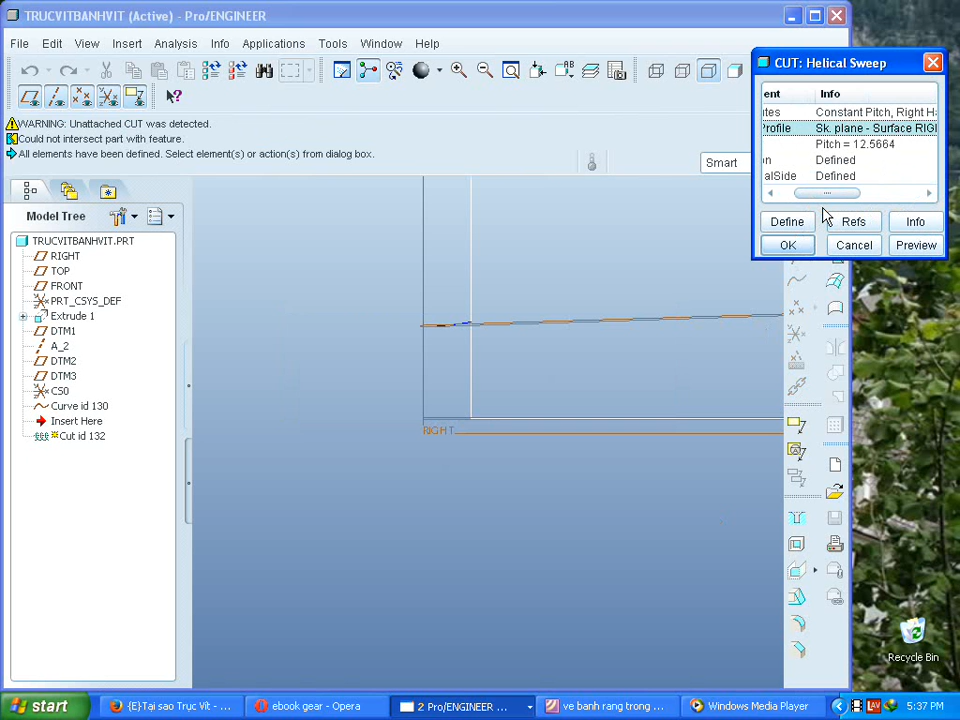 TRUCVITBANHVIT (Active) - Pro/ENGINEER
File Edit View Insert Analysis Info Applications Tools Window Help
WARNING: Unattached CUT was detected.
Could not intersect part with feature.
All elements have been defined. Select element(s) or action(s) from dialog box.
Smart
Model Tree
TRUCVITBANHVIT.PRT
RIGHT
TOP
FRONT
PRT_CSYS_DEF
Extrude 1
DTM1
A_2
DTM2
DTM3
CS0
Curve id 130
Insert Here
Cut id 132
RIGHT
CUT: Helical Sweep
ent Info
utes Constant Pitch, Right H
Profile Sk. plane - Surface RIG
Pitch = 12.5664
on Defined
alSide Defined
Define Refs Info
OK Cancel Preview
Recycle Bin
start
{E}Tại sao Trục Vít - ...
ebook gear - Opera
2 Pro/ENGINEER ...
ve banh rang trong ...
Windows Media Player
LAV
5:37 PM